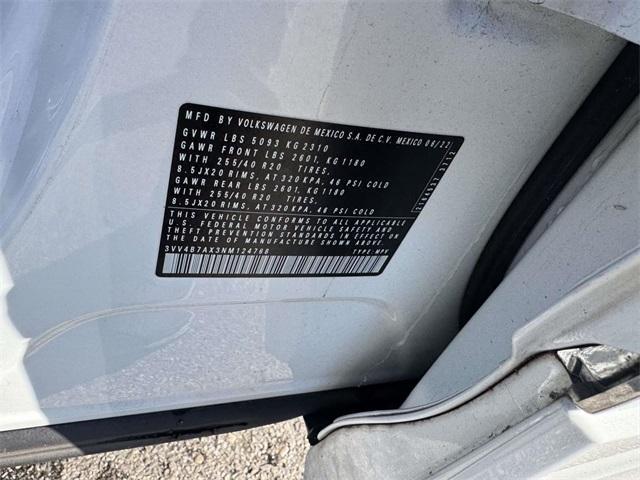 MFD BY VOLKSWAGEN DE MEXICO S.A. DE C.V. MEXICO 06/22
GVWR LBS 5093 KG2310
GAWR FRONT LBS 2601, KG1180
WITH 255/40 R20 TIRES,
8.5JX20 RIMS, AT 320KPA, 46 PSI COLD
GAWR REAR LBS 2601, KG1180
WITH 255/40 R20 TIRES,
8.5JX20 RIMS, AT 320KPA, 46 PSI COLD
THIS VEHICLE CONFORMS TO ALL APPLICABLE
U.S. FEDERAL MOTOR VEHICLE SAFETY AND
THEFT PREVENTION STANDARDS IN EFFECT ON
THE DATE OF MANUFACTURE SHOWN ABOVE.
3VV4B7AX3NM124768 TYPE:MPV